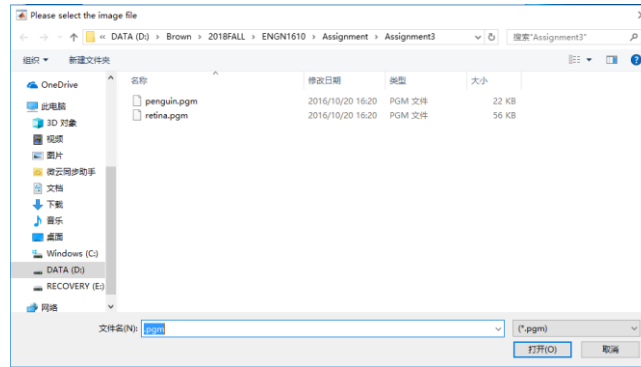 Please select the image file
« DATA (D:) › Brown › 2018FALL › ENGN1610 › Assignment › Assignment3
搜索"Assignment3"
组织 新建文件夹
名称 修改日期 类型 大小
penguin.pgm 2016/10/20 16:20 PGM 文件 22 KB
retina.pgm 2016/10/20 16:20 PGM 文件 56 KB
OneDrive
此电脑
3D 对象
视频
图片
微云同步助手
文档
下载
音乐
桌面
Windows (C:)
DATA (D:)
RECOVERY (E:)
网络
文件名(N): .pgm (*.pgm)
打开(O) 取消